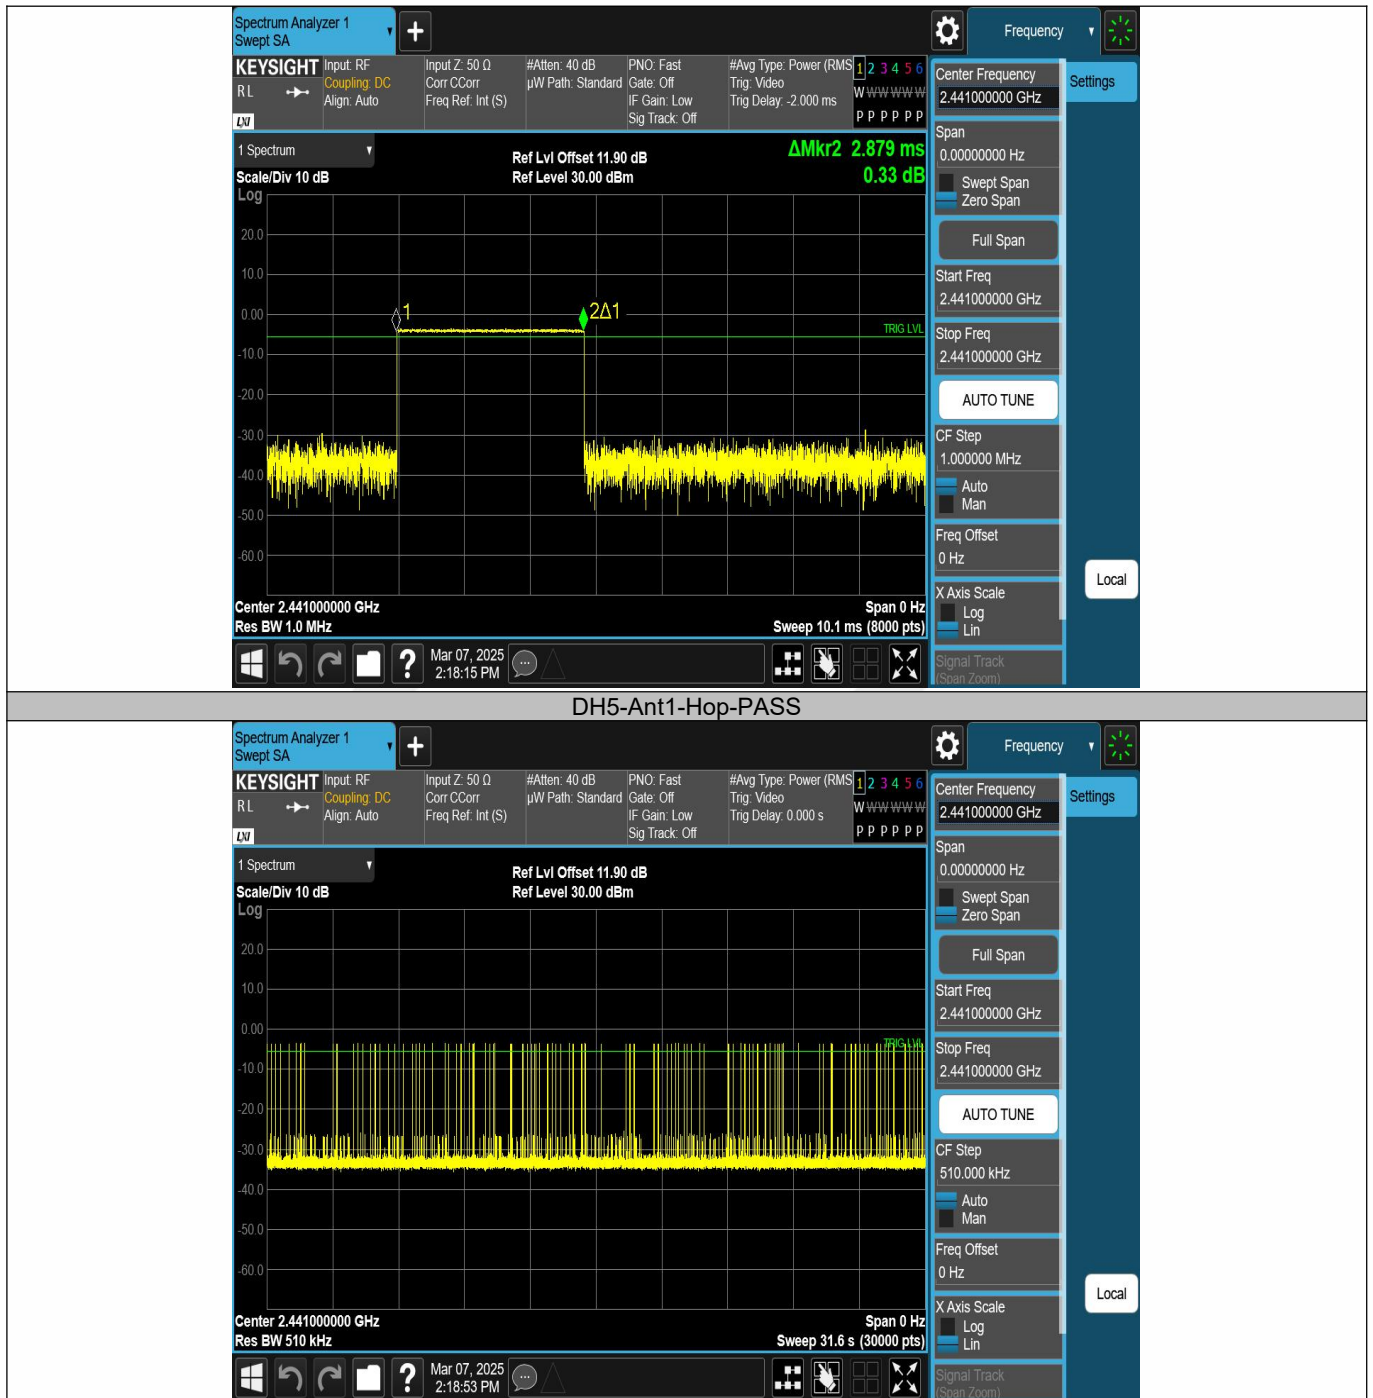 Spectrum Analyzer 1
Swept SA
Frequency
KEYSIGHT
RL
LXI
Input: RF
Coupling: DC
Align: Auto
Input Z: 50 Ω
Corr CCorr
Freq Ref: Int (S)
#Atten: 40 dB
µW Path: Standard
PNO: Fast
Gate: Off
IF Gain: Low
Sig Track: Off
#Avg Type: Power (RMS
Trig: Video
Trig Delay: -2.000 ms
1 2 3 4 5 6
W W W W W W
P P P P P P
1 Spectrum
Scale/Div 10 dB
Ref Lvl Offset 11.90 dB
Ref Level 30.00 dBm
ΔMkr2 2.879 ms
0.33 dB
Log
20.0
10.0
0.00
-10.0
-20.0
-30.0
-40.0
-50.0
-60.0
1
2Δ1
TRIG LVL
Center 2.441000000 GHz
Res BW 1.0 MHz
Span 0 Hz
Sweep 10.1 ms (8000 pts)
Mar 07, 2025
2:18:15 PM
Center Frequency
2.441000000 GHz
Span
0.00000000 Hz
Swept Span
Zero Span
Full Span
Start Freq
2.441000000 GHz
Stop Freq
2.441000000 GHz
AUTO TUNE
CF Step
1.000000 MHz
Auto
Man
Freq Offset
0 Hz
X Axis Scale
Log
Lin
Signal Track
(Span Zoom)
Settings
Local
DH5-Ant1-Hop-PASS
Spectrum Analyzer 1
Swept SA
Frequency
KEYSIGHT
RL
LXI
Input: RF
Coupling: DC
Align: Auto
Input Z: 50 Ω
Corr CCorr
Freq Ref: Int (S)
#Atten: 40 dB
µW Path: Standard
PNO: Fast
Gate: Off
IF Gain: Low
Sig Track: Off
#Avg Type: Power (RMS
Trig: Video
Trig Delay: 0.000 s
1 2 3 4 5 6
W W W W W W
P P P P P P
1 Spectrum
Scale/Div 10 dB
Ref Lvl Offset 11.90 dB
Ref Level 30.00 dBm
Log
20.0
10.0
0.00
-10.0
-20.0
-30.0
-40.0
-50.0
-60.0
TRIG LVL
Center 2.441000000 GHz
Res BW 510 kHz
Span 0 Hz
Sweep 31.6 s (30000 pts)
Mar 07, 2025
2:18:53 PM
Center Frequency
2.441000000 GHz
Span
0.00000000 Hz
Swept Span
Zero Span
Full Span
Start Freq
2.441000000 GHz
Stop Freq
2.441000000 GHz
AUTO TUNE
CF Step
510.000 kHz
Auto
Man
Freq Offset
0 Hz
X Axis Scale
Log
Lin
Signal Track
(Span Zoom)
Settings
Local